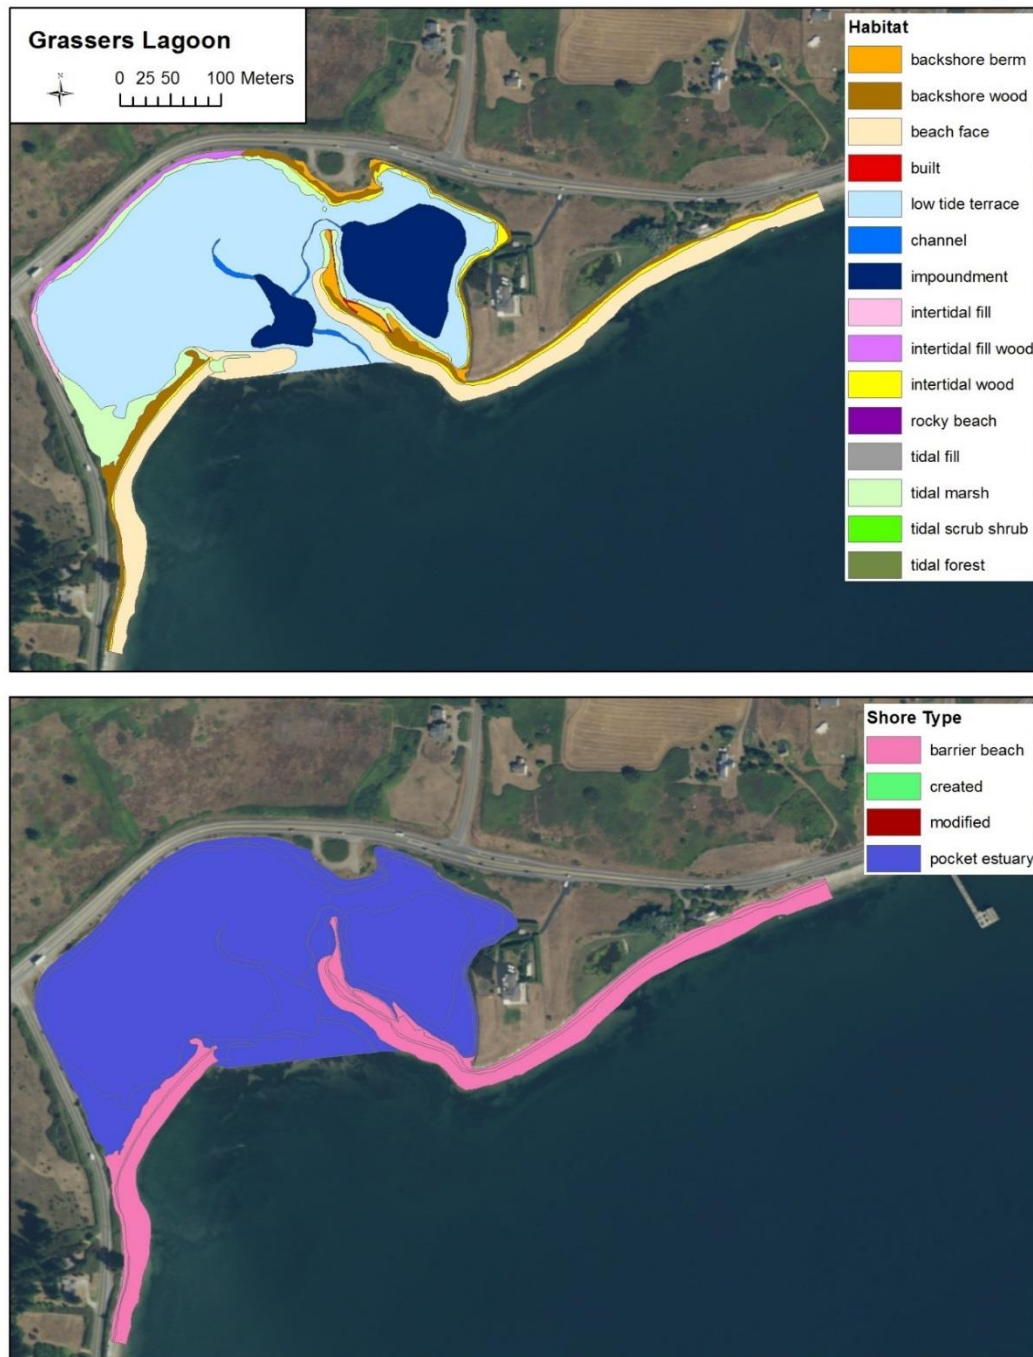 Grassers Lagoon
N
0 25 50 100 Meters
Habitat
backshore berm
backshore wood
beach face
built
low tide terrace
channel
impoundment
intertidal fill
intertidal fill wood
intertidal wood
rocky beach
tidal fill
tidal marsh
tidal scrub shrub
tidal forest
Shore Type
barrier beach
created
modified
pocket estuary